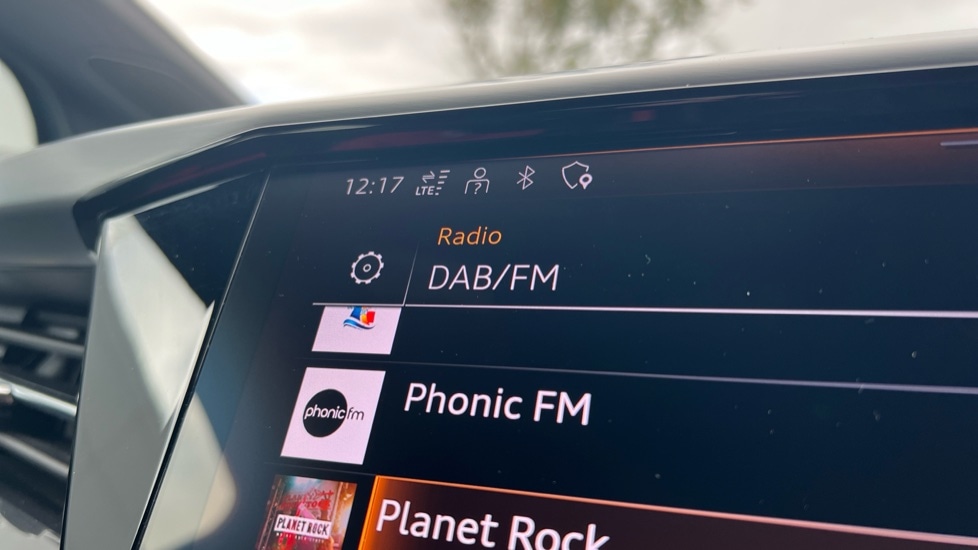 12:17 LTE ?
Radio
DAB/FM
phonic fm
Phonic FM
PLANET ROCK
Planet Rock